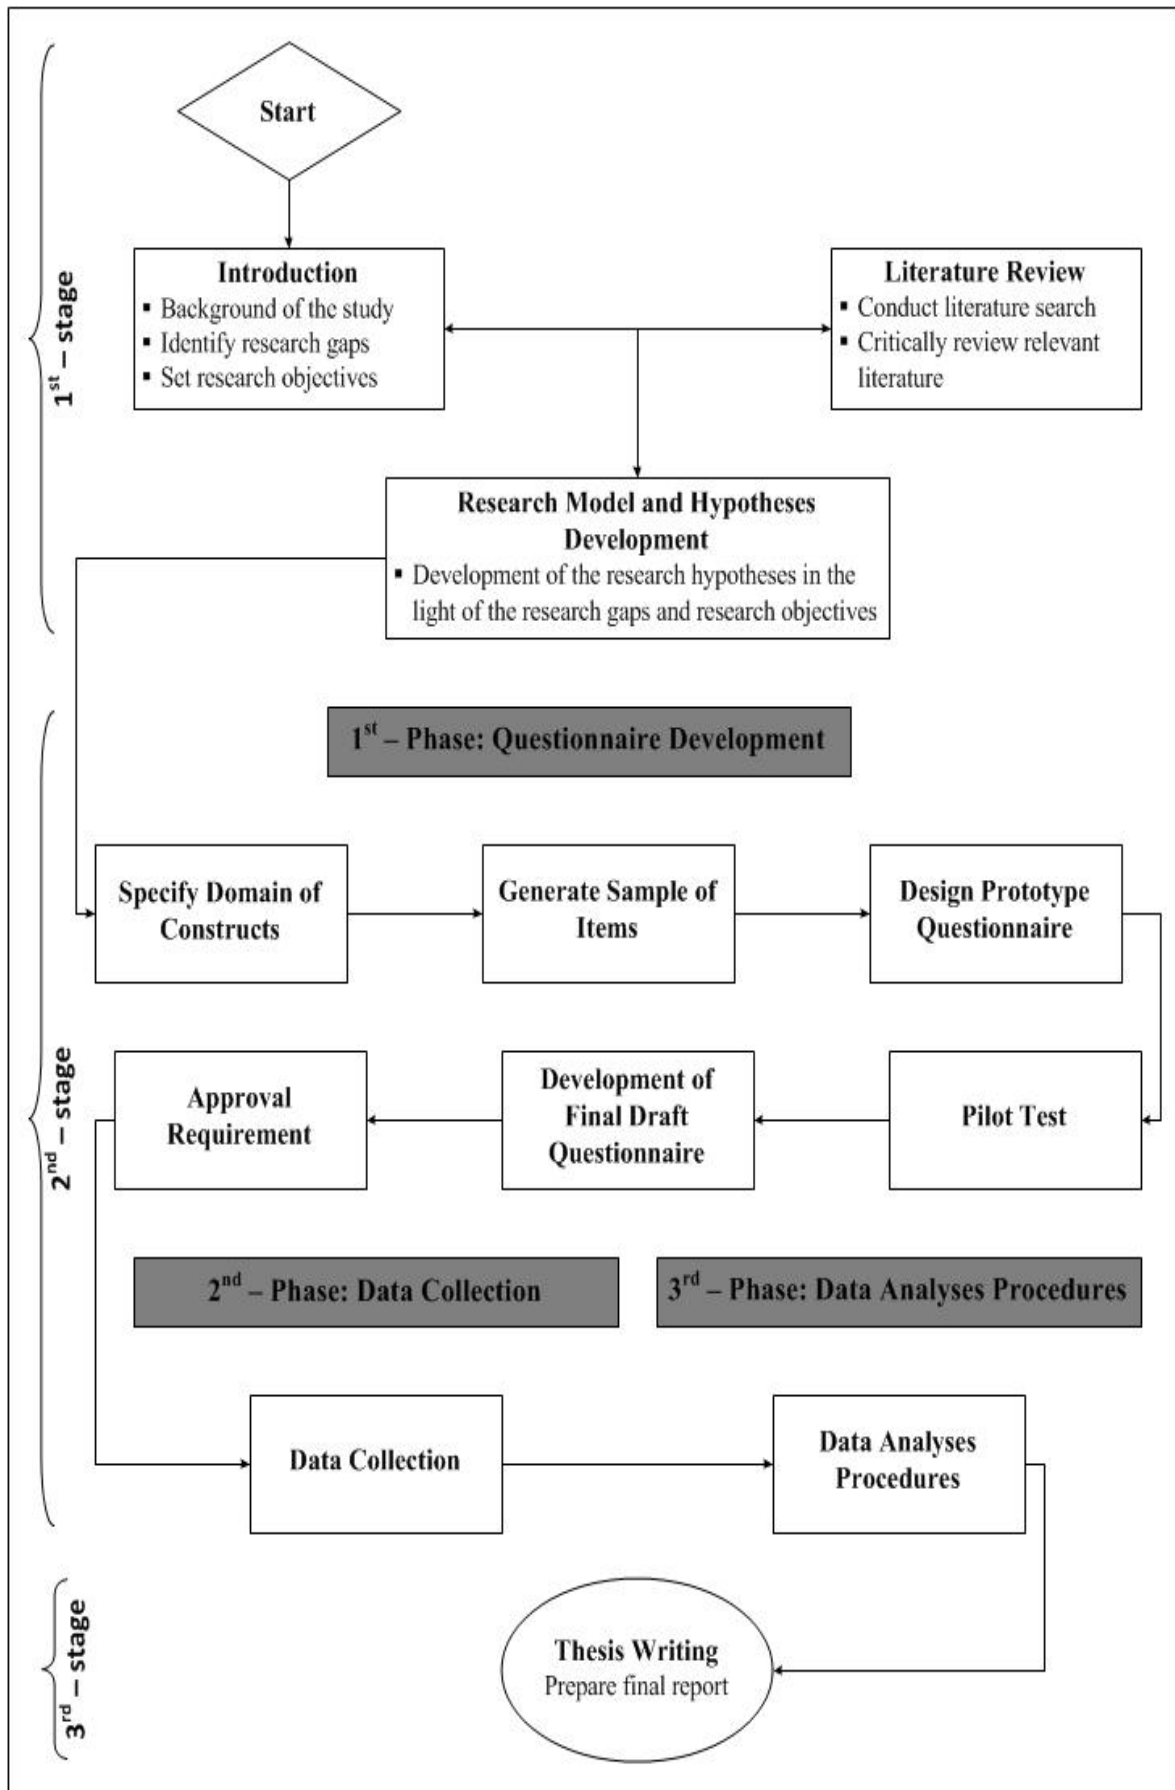 Start
1st – stage
Introduction
▪ Background of the study
▪ Identify research gaps
▪ Set research objectives
Literature Review
▪ Conduct literature search
▪ Critically review relevant
literature
Research Model and Hypotheses
Development
▪ Development of the research hypotheses in the
light of the research gaps and research objectives
2nd – stage
1st – Phase: Questionnaire Development
Specify Domain of
Constructs
Generate Sample of
Items
Design Prototype
Questionnaire
Approval
Requirement
Development of
Final Draft
Questionnaire
Pilot Test
2nd – Phase: Data Collection
3rd – Phase: Data Analyses Procedures
Data Collection
Data Analyses
Procedures
3rd – stage
Thesis Writing
Prepare final report